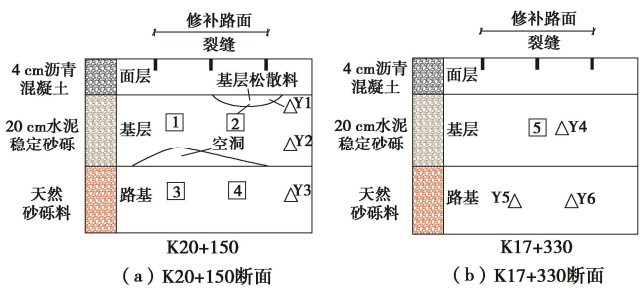 修补路面
裂缝
4 cm沥青
混凝土
面层
基层松散料
Y1
20 cm水泥
稳定砂砾
基层
1
2
Y2
空洞
天然
砂砾料
路基
3
4
Y3
K20+150
(a) K20+150断面
修补路面
裂缝
4 cm沥青
混凝土
面层
20 cm水泥
稳定砂砾
基层
5
Y4
天然
砂砾料
路基
Y5
Y6
K17+330
(b) K17+330断面